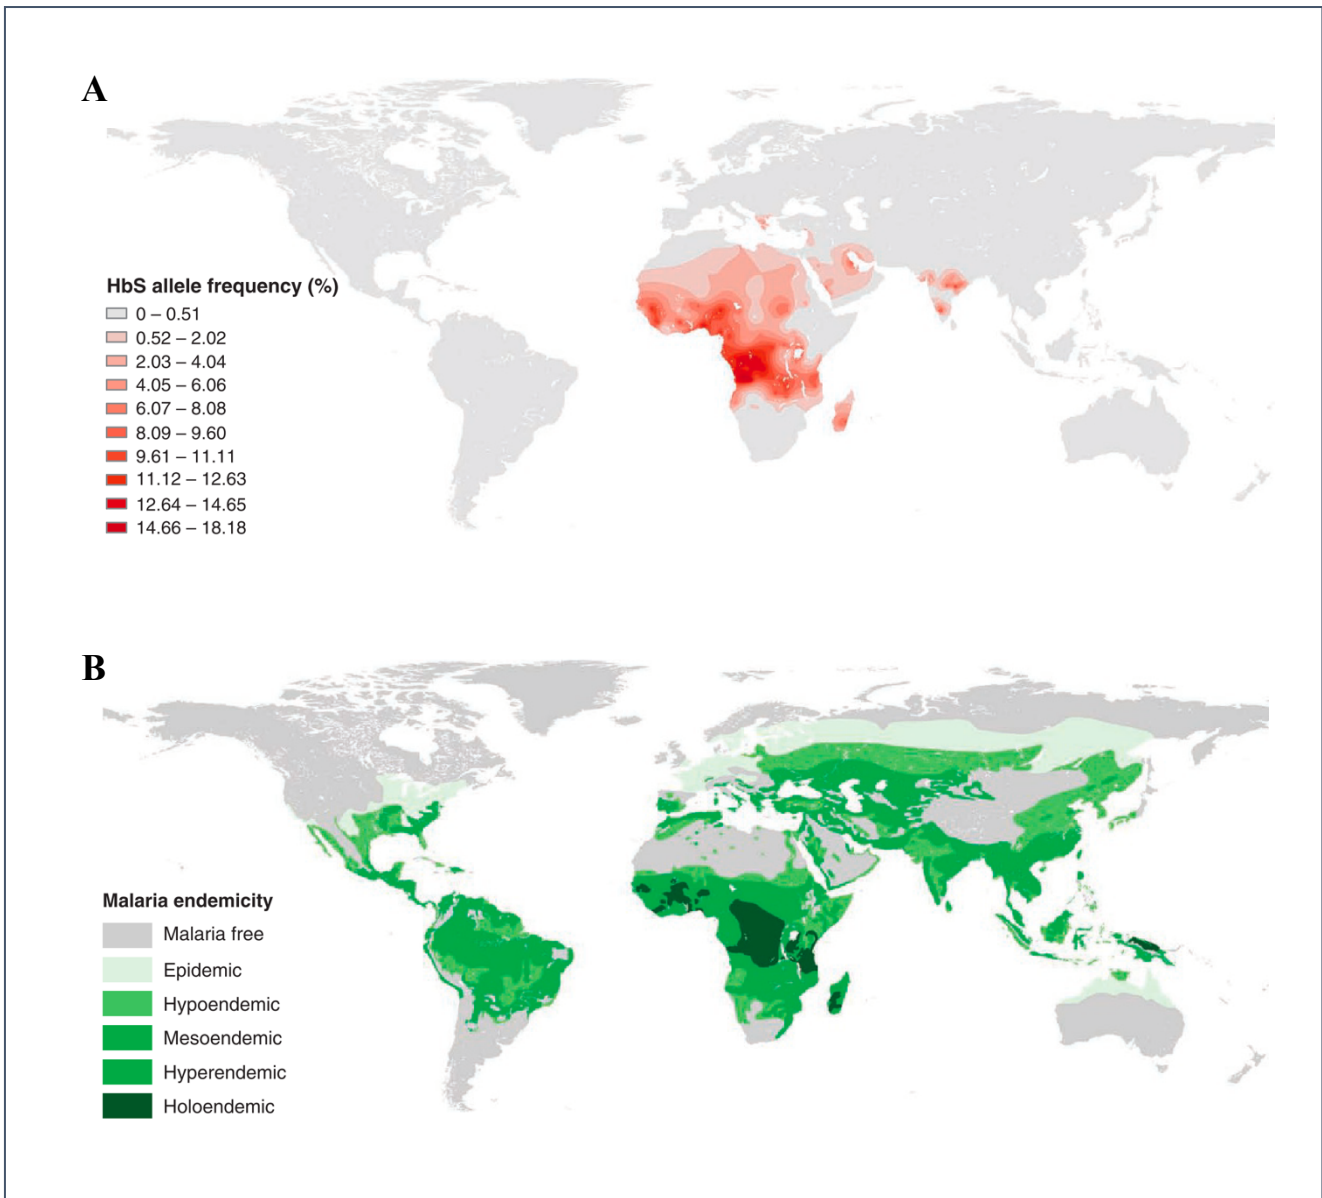 A
HbS allele frequency (%)
0 – 0.51
0.52 – 2.02
2.03 – 4.04
4.05 – 6.06
6.07 – 8.08
8.09 – 9.60
9.61 – 11.11
11.12 – 12.63
12.64 – 14.65
14.66 – 18.18
B
Malaria endemicity
Malaria free
Epidemic
Hypoendemic
Mesoendemic
Hyperendemic
Holoendemic